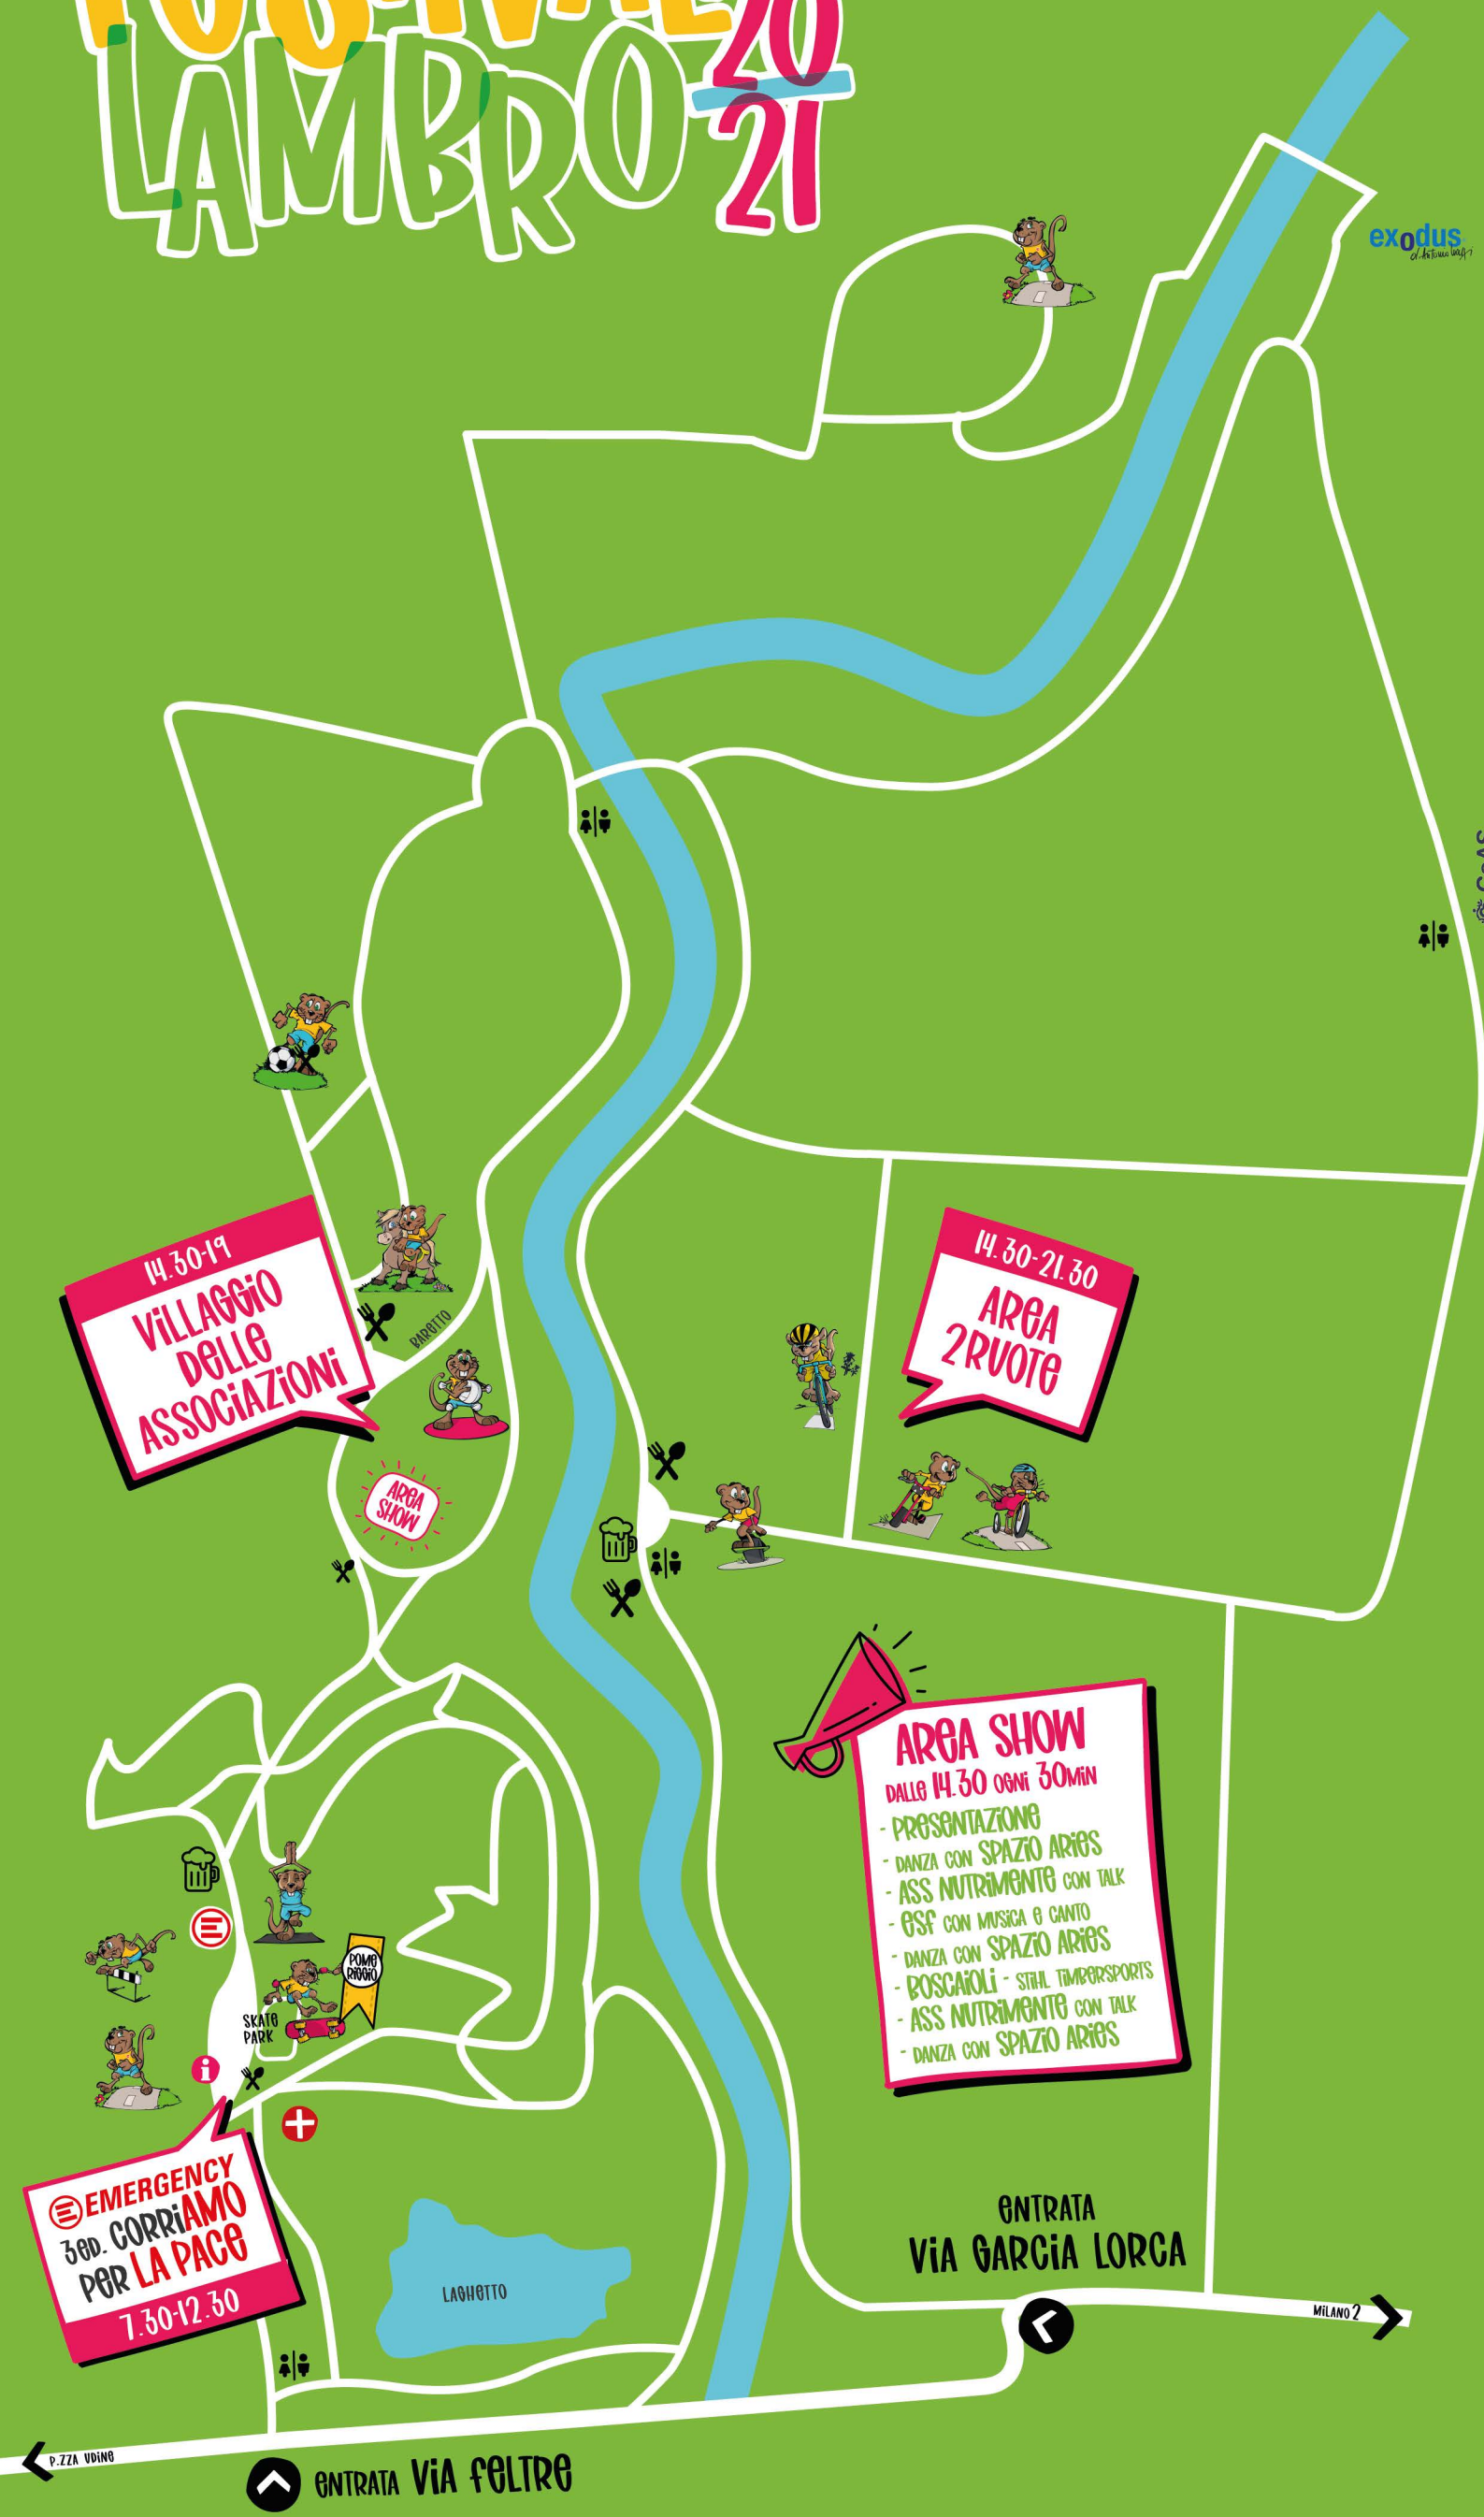 LAMBRO
20
21
exodus
14.30-19
VILLAGGIO
DELLE
ASSOCIAZIONI
BARETTO
14.30-21.30
AREA
2RUOTE
AREA
SHOW
AREA SHOW
DALLE 14.30 OGNI 30MIN
- PRESENTAZIONE
- DANZA CON SPAZIO ARIES
- ASS NUTRIMENTE CON TALK
- ESF CON MUSICA E CANTO
- DANZA CON SPAZIO ARIES
- BOSCAIOLI - STIHL TIMBERSPORTS
- ASS NUTRIMENTE CON TALK
- DANZA CON SPAZIO ARIES
POME
RIGGIO
SKATE
PARK
i
EMERGENCY
3ED. CORRIAMO
PER LA PACE
7.30-12.30
LAGHETTO
ENTRATA
VIA GARCIA LORCA
MILANO 2
P.ZZA UDINE
ENTRATA VIA FELTRE